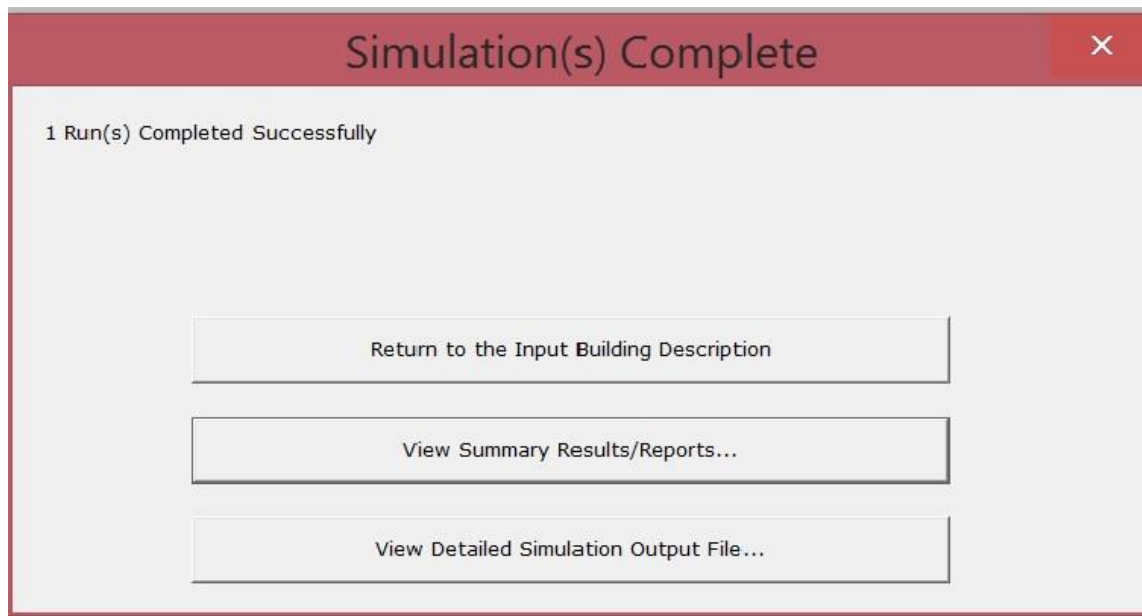 Simulation(s) Complete
1 Run(s) Completed Successfully
Return to the Input Building Description
View Summary Results/Reports...
View Detailed Simulation Output File...